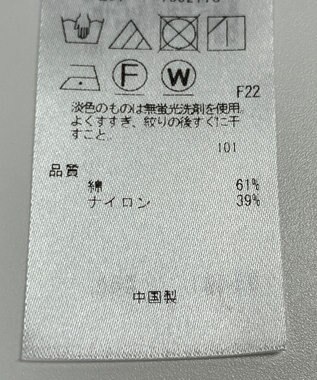 F W F22
淡色のものは無蛍光洗剤を使用
よくすすぎ、絞りの後すぐに干
すこと.
101
品質
綿 61%
ナイロン 39%
中国製